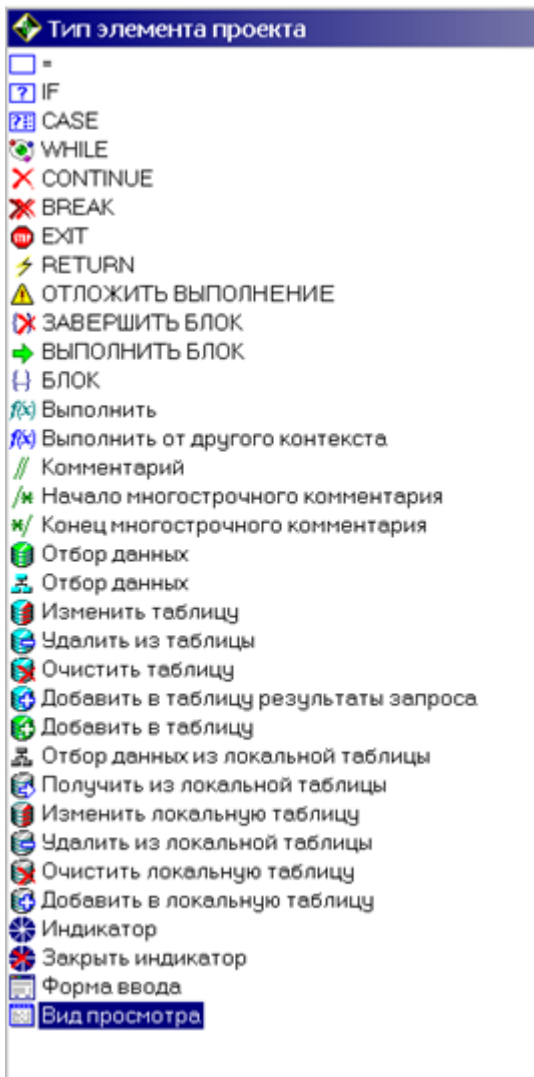 Тип элемента проекта
=
IF
CASE
WHILE
CONTINUE
BREAK
EXIT
RETURN
ОТЛОЖИТЬ ВЫПОЛНЕНИЕ
ЗАВЕРШИТЬ БЛОК
ВЫПОЛНИТЬ БЛОК
{-} БЛОК
f(x) Выполнить
f(x) Выполнить от другого контекста
// Комментарий
/* Начало многострочного комментария
*/ Конец многострочного комментария
Отбор данных
Отбор данных
Изменить таблицу
Удалить из таблицы
Очистить таблицу
Добавить в таблицу результаты запроса
Добавить в таблицу
Отбор данных из локальной таблицы
Получить из локальной таблицы
Изменить локальную таблицу
Удалить из локальной таблицы
Очистить локальную таблицу
Добавить в локальную таблицу
Индикатор
Закрыть индикатор
Форма ввода
Вид просмотра